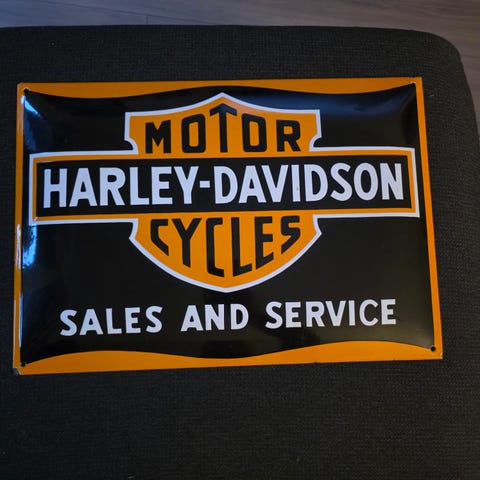 MOTOR
HARLEY-DAVIDSON
CYCLES
SALES AND SERVICE